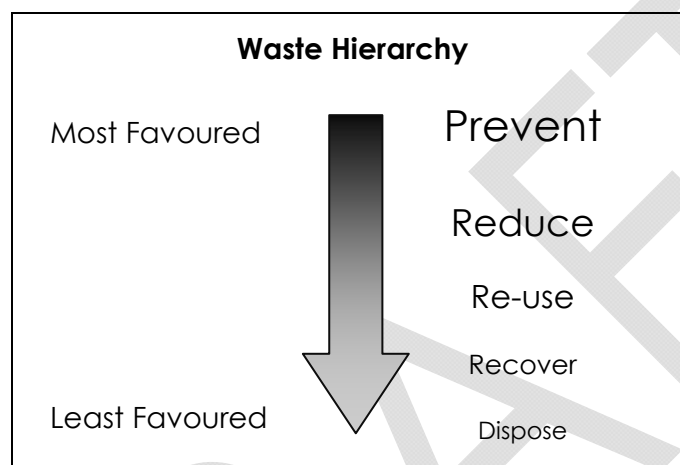 Waste Hierarchy
Most Favoured
Prevent
Reduce
Re-use
Recover
Least Favoured
Dispose